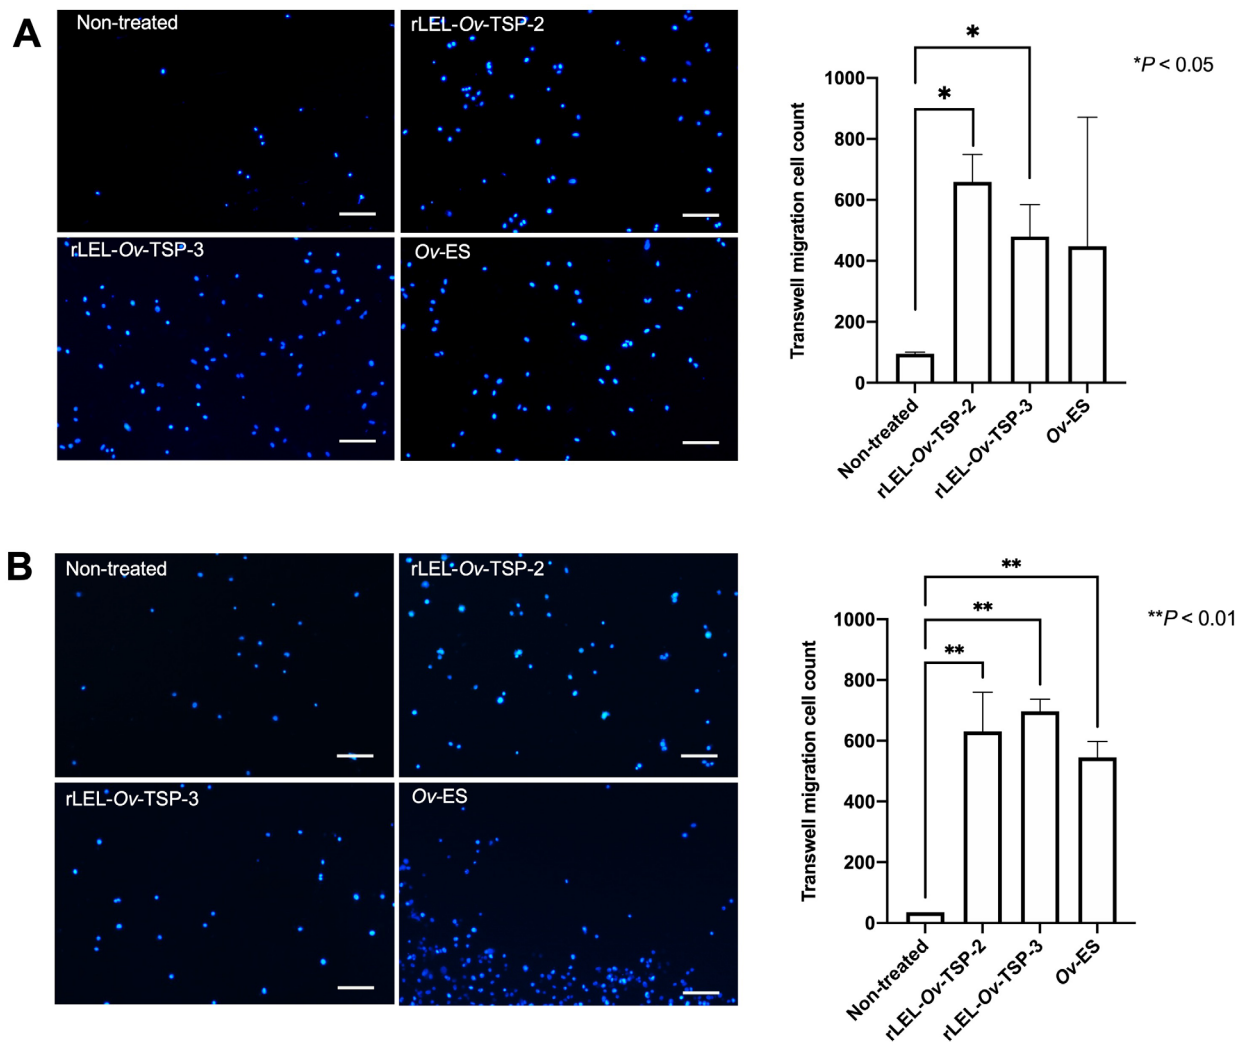 A
Non-treated
rLEL-Ov-TSP-2
rLEL-Ov-TSP-3
Ov-ES
*P < 0.05
*
*
Transwell migration cell count
1000
800
600
400
200
0
Non-treated
rLEL-Ov-TSP-2
rLEL-Ov-TSP-3
Ov-ES
B
Non-treated
rLEL-Ov-TSP-2
rLEL-Ov-TSP-3
Ov-ES
**P < 0.01
**
**
**
Transwell migration cell count
1000
800
600
400
200
0
Non-treated
rLEL-Ov-TSP-2
rLEL-Ov-TSP-3
Ov-ES